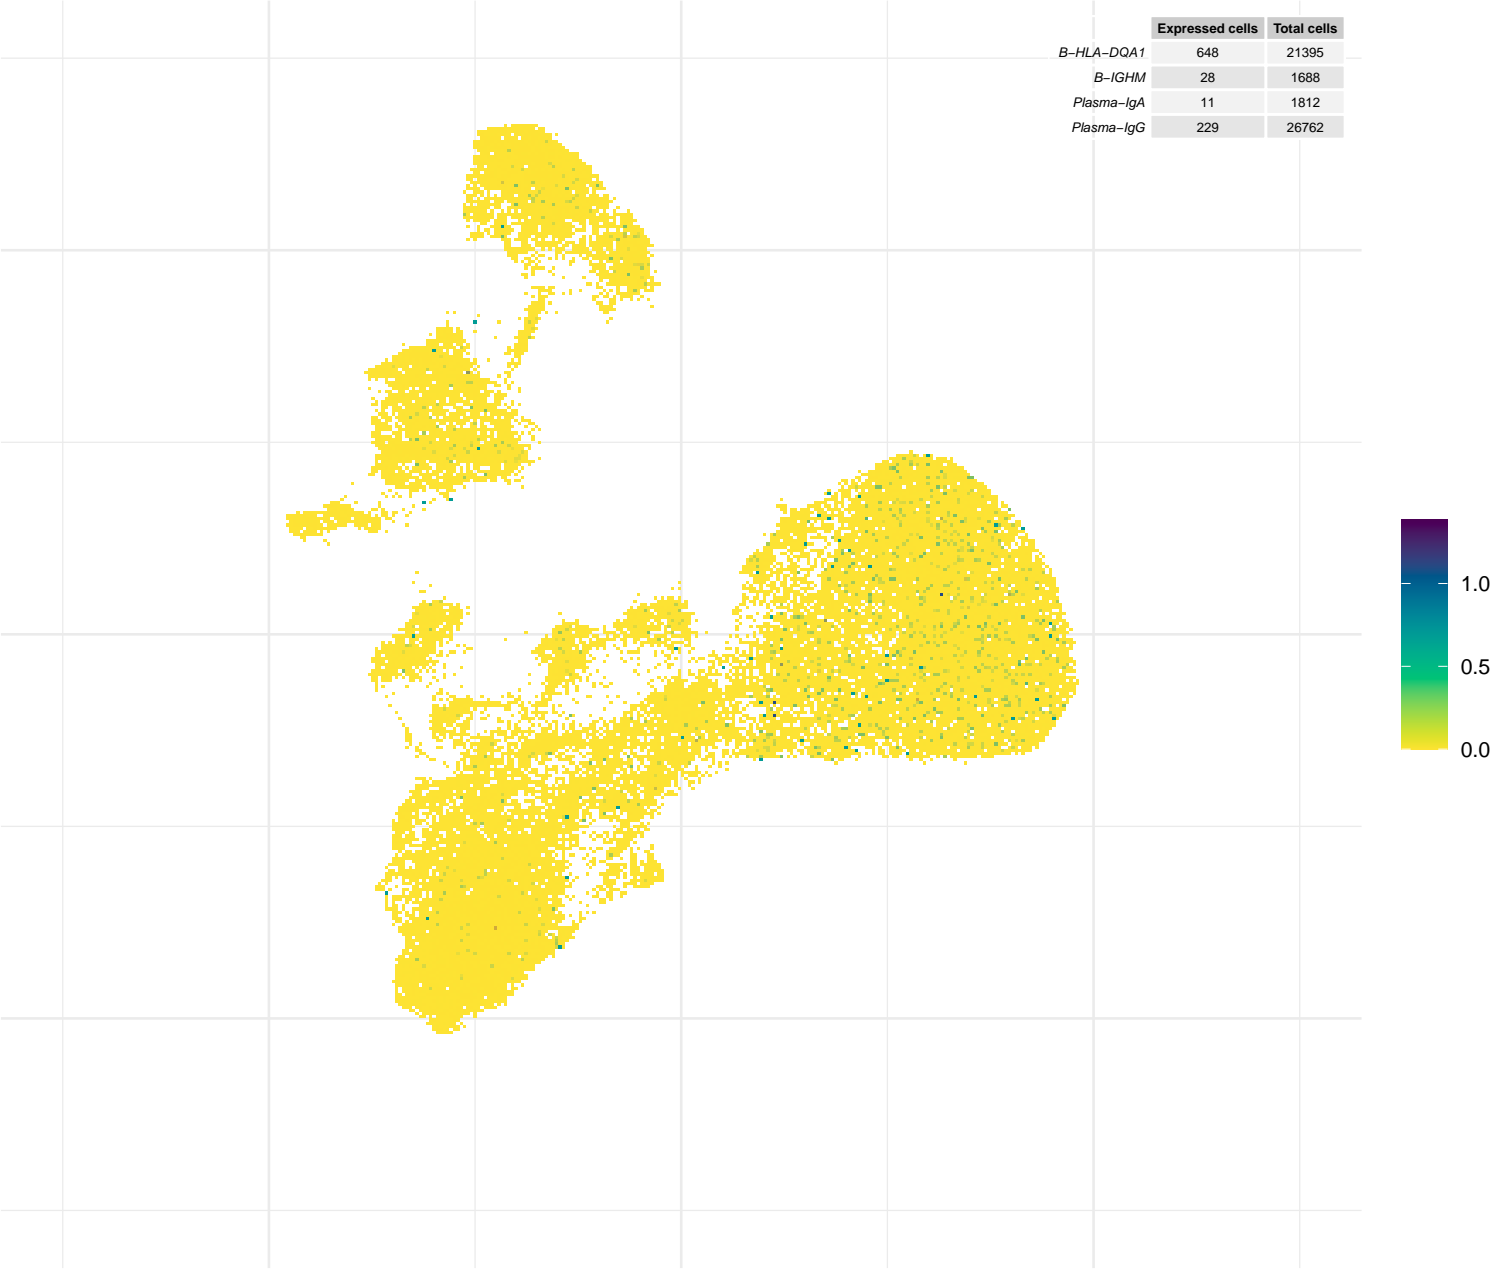 Expressed cells Total cells
B−HLA−DQA1 648 21395
B−IGHM 28 1688
Plasma−IgA 11 1812
Plasma−IgG 229 26762
1.0
0.5
0.0